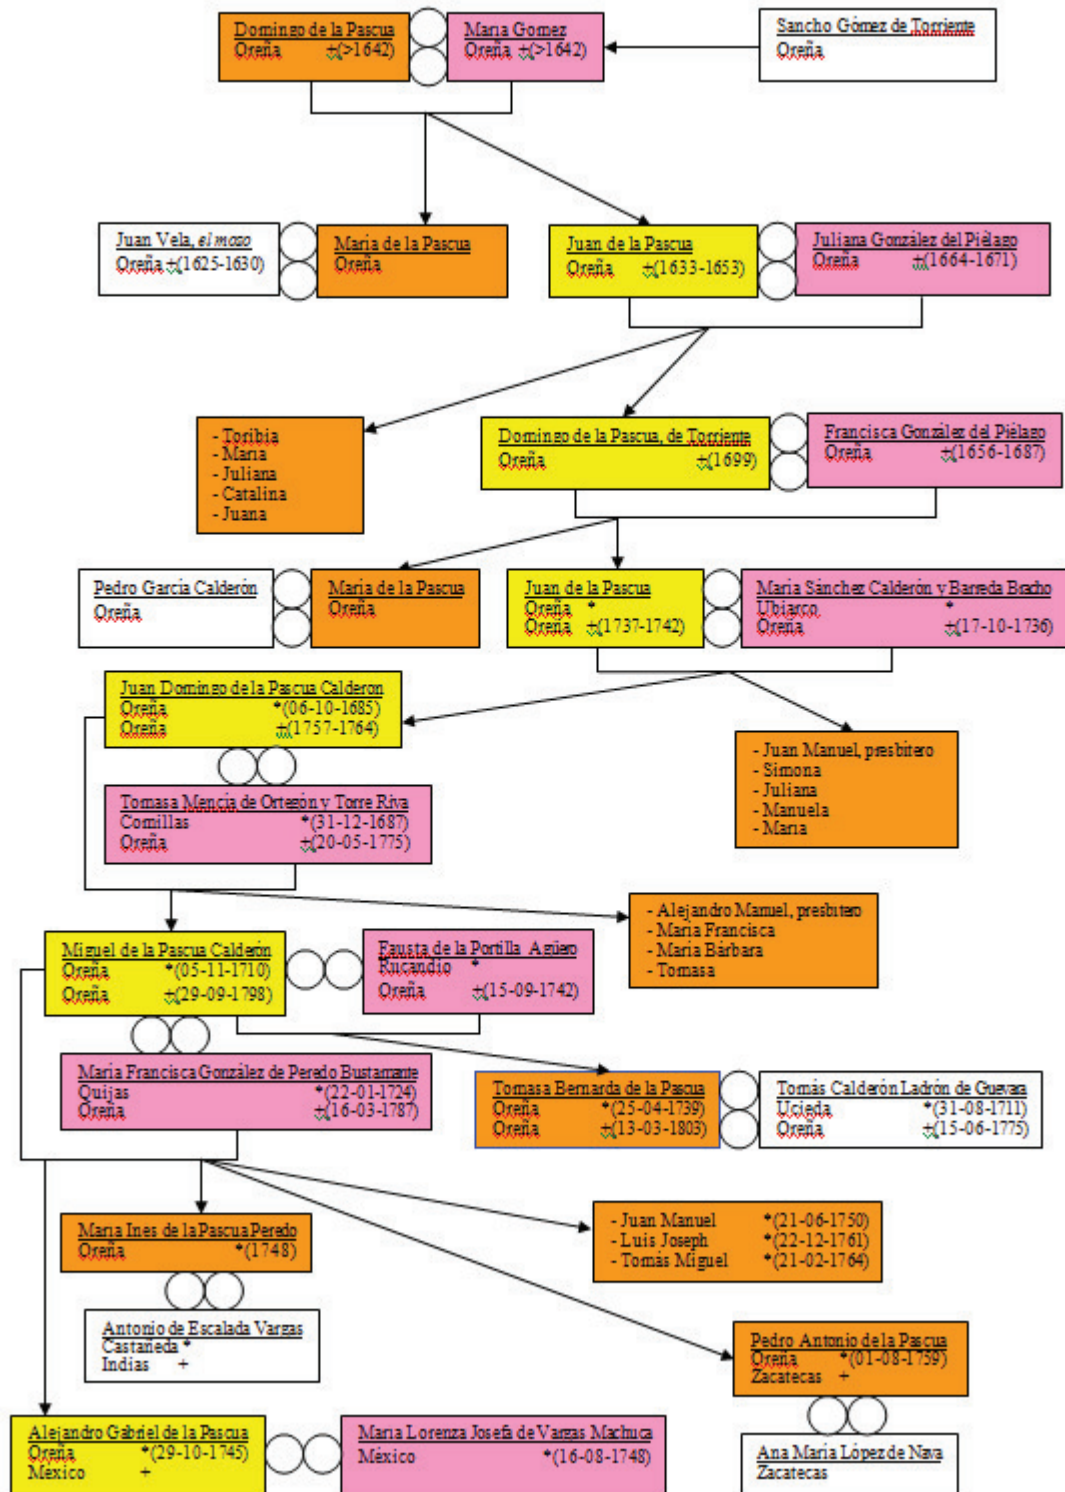 Domingo de la Pascua
Oreña +(>1642)
Maria Gomez
Oreña +(>1642)
Sancho Gómez de Torriente
Oreña
Juan Vela, el moso
Oreña +(1625-1630)
Maria de la Pascua
Oreña
Juan de la Pascua
Oreña +(1633-1653)
Juliana González del Piélago
Oreña +(1664-1671)
- Toribia
- Maria
- Juliana
- Catalina
- Juana
Domingo de la Pascua, de Torriente
Oreña +(1699)
Francisca González del Piélago
Oreña +(1656-1687)
Pedro García Calderón
Oreña
Maria de la Pascua
Oreña
Juan de la Pascua
Oreña *
Oreña +(1737-1742)
Maria Sánchez Calderón y Barreda Bracho
Ubiarco *
Oreña +(17-10-1736)
Juan Domingo de la Pascua Calderon
Oreña *(06-10-1685)
Oreña +(1757-1764)
- Juan Manuel, presbitero
- Simona
- Juliana
- Manuela
- Maria
Tomasa Mencia de Ortegón y Torre Riva
Comillas *(31-12-1687)
Oreña +(20-05-1775)
- Alejandro Manuel, presbitero
- Maria Francisca
- Maria Bárbara
- Tomasa
Miguel de la Pascua Calderón
Oreña *(05-11-1710)
Oreña +(29-09-1798)
Fausta de la Portilla Agüero
Rucandio *
Oreña +(15-09-1742)
Maria Francisca González de Peredo Bustamante
Quijas *(22-01-1724)
Oreña +(16-03-1787)
Tomasa Bernarda de la Pascua
Oreña *(25-04-1739)
Oreña +(13-03-1803)
Tomás Calderón Ladrón de Guevara
Ucieda *(31-08-1711)
Oreña +(15-06-1775)
Maria Ines de la Pascua Peredo
Oreña *(1748)
- Juan Manuel *(21-06-1750)
- Luis Joseph *(22-12-1761)
- Tomás Miguel *(21-02-1764)
Antonio de Escalada Vargas
Castañeda *
Indias +
Pedro Antonio de la Pascua
Oreña *(01-08-1759)
Zacatecas +
Alejandro Gabriel de la Pascua
Oreña *(29-10-1745)
México +
Maria Lorenza Josefa de Vargas Machuca
México *(16-08-1748)
Ana Maria López de Nava
Zacatecas